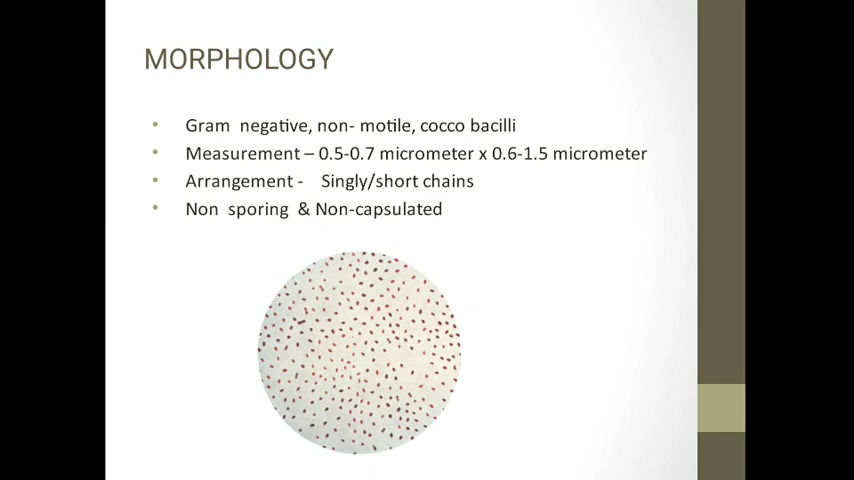 MORPHOLOGY
• Gram negative, non- motile, cocco bacilli
• Measurement – 0.5-0.7 micrometer x 0.6-1.5 micrometer
• Arrangement - Singly/short chains
• Non sporing & Non-capsulated